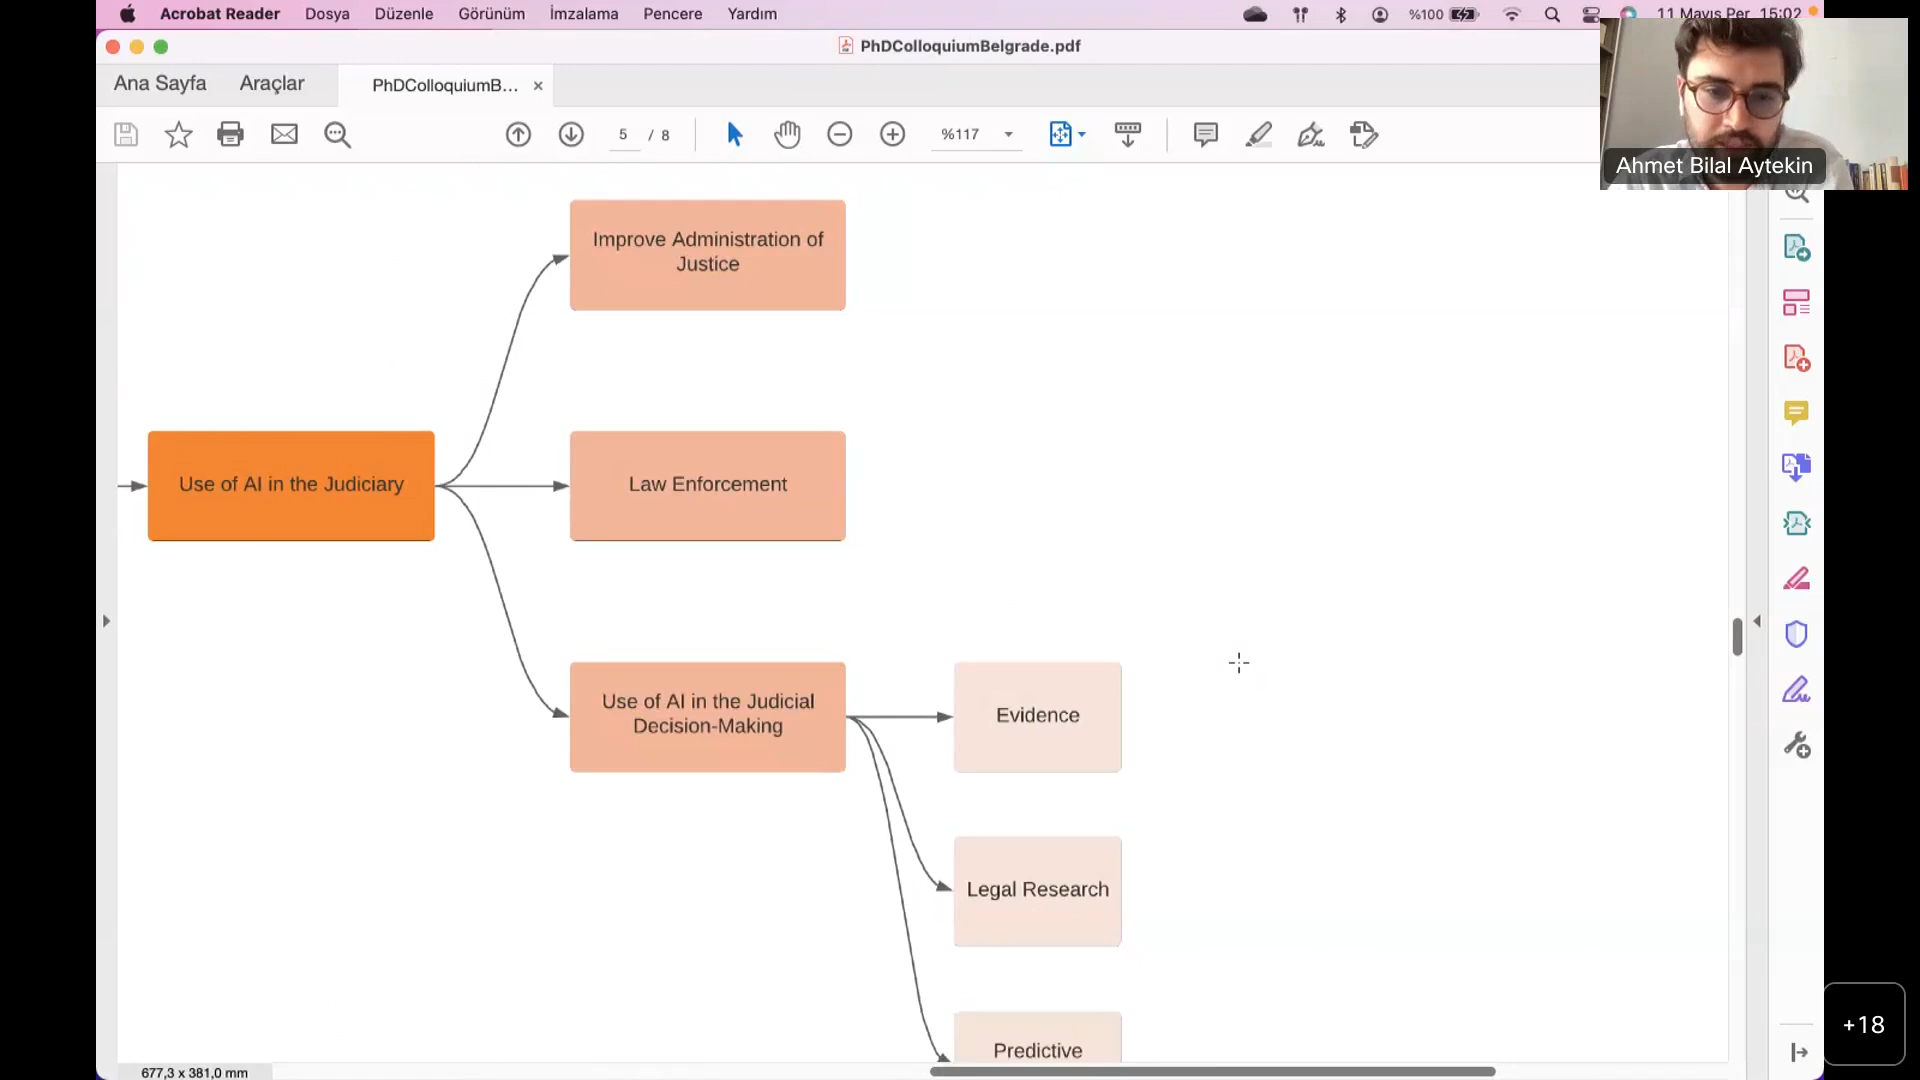 Acrobat Reader Dosya Düzenle Görünüm İmzalama Pencere Yardım %100 11 Mayıs Per. 15:02
PhDColloquiumBelgrade.pdf
Ana Sayfa Araçlar PhDColloquiumB... ×
5 / 8 %117
Ahmet Bilal Aytekin
Improve Administration of
Justice
Use of AI in the Judiciary
Law Enforcement
Use of AI in the Judicial
Decision-Making
Evidence
Legal Research
Predictive
+18
677,3 x 381,0 mm